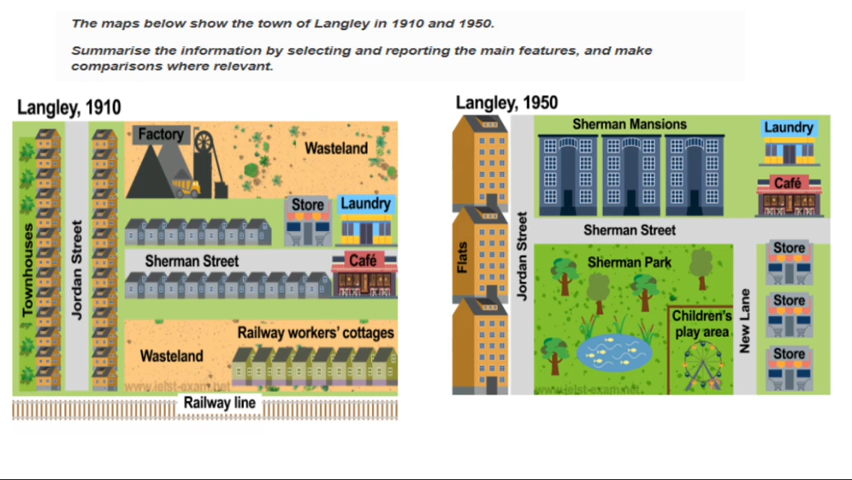 The maps below show the town of Langley in 1910 and 1950.
Summarise the information by selecting and reporting the main features, and make
comparisons where relevant.
Langley, 1910
Factory
Wasteland
Store
Laundry
Townhouses
Jordan Street
Sherman Street
Café
Wasteland
Railway workers' cottages
www.ielst-exam.net
Railway line
Langley, 1950
Sherman Mansions
Laundry
Café
Flats
Jordan Street
Sherman Street
Sherman Park
Children's
play area
New Lane
Store
Store
Store
www.ielst-exam.net